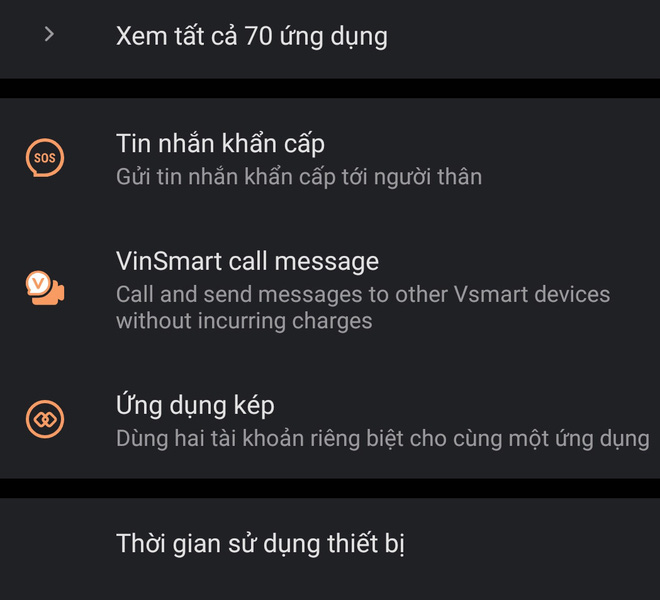 Xem tất cả 70 ứng dụng
SOS
Tin nhắn khẩn cấp
Gửi tin nhắn khẩn cấp tới người thân
V
VinSmart call message
Call and send messages to other Vsmart devices
without incurring charges
Ứng dụng kép
Dùng hai tài khoản riêng biệt cho cùng một ứng dụng
Thời gian sử dụng thiết bị